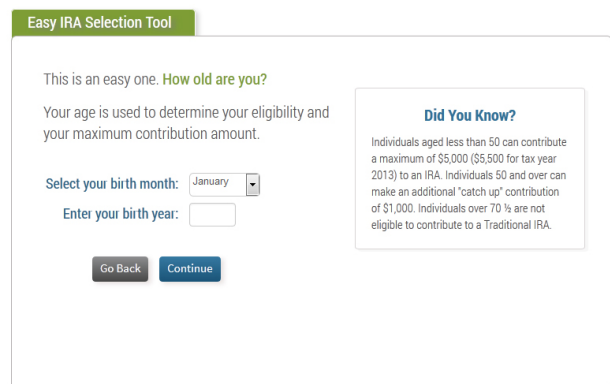 Easy IRA Selection Tool
This is an easy one. How old are you?
Your age is used to determine your eligibility and
your maximum contribution amount.
Select your birth month: January
Enter your birth year:
Go Back Continue
Did You Know?
Individuals aged less than 50 can contribute
a maximum of $5,000 ($5,500 for tax year
2013) to an IRA. Individuals 50 and over can
make an additional "catch up" contribution
of $1,000. Individuals over 70 ½ are not
eligible to contribute to a Traditional IRA.